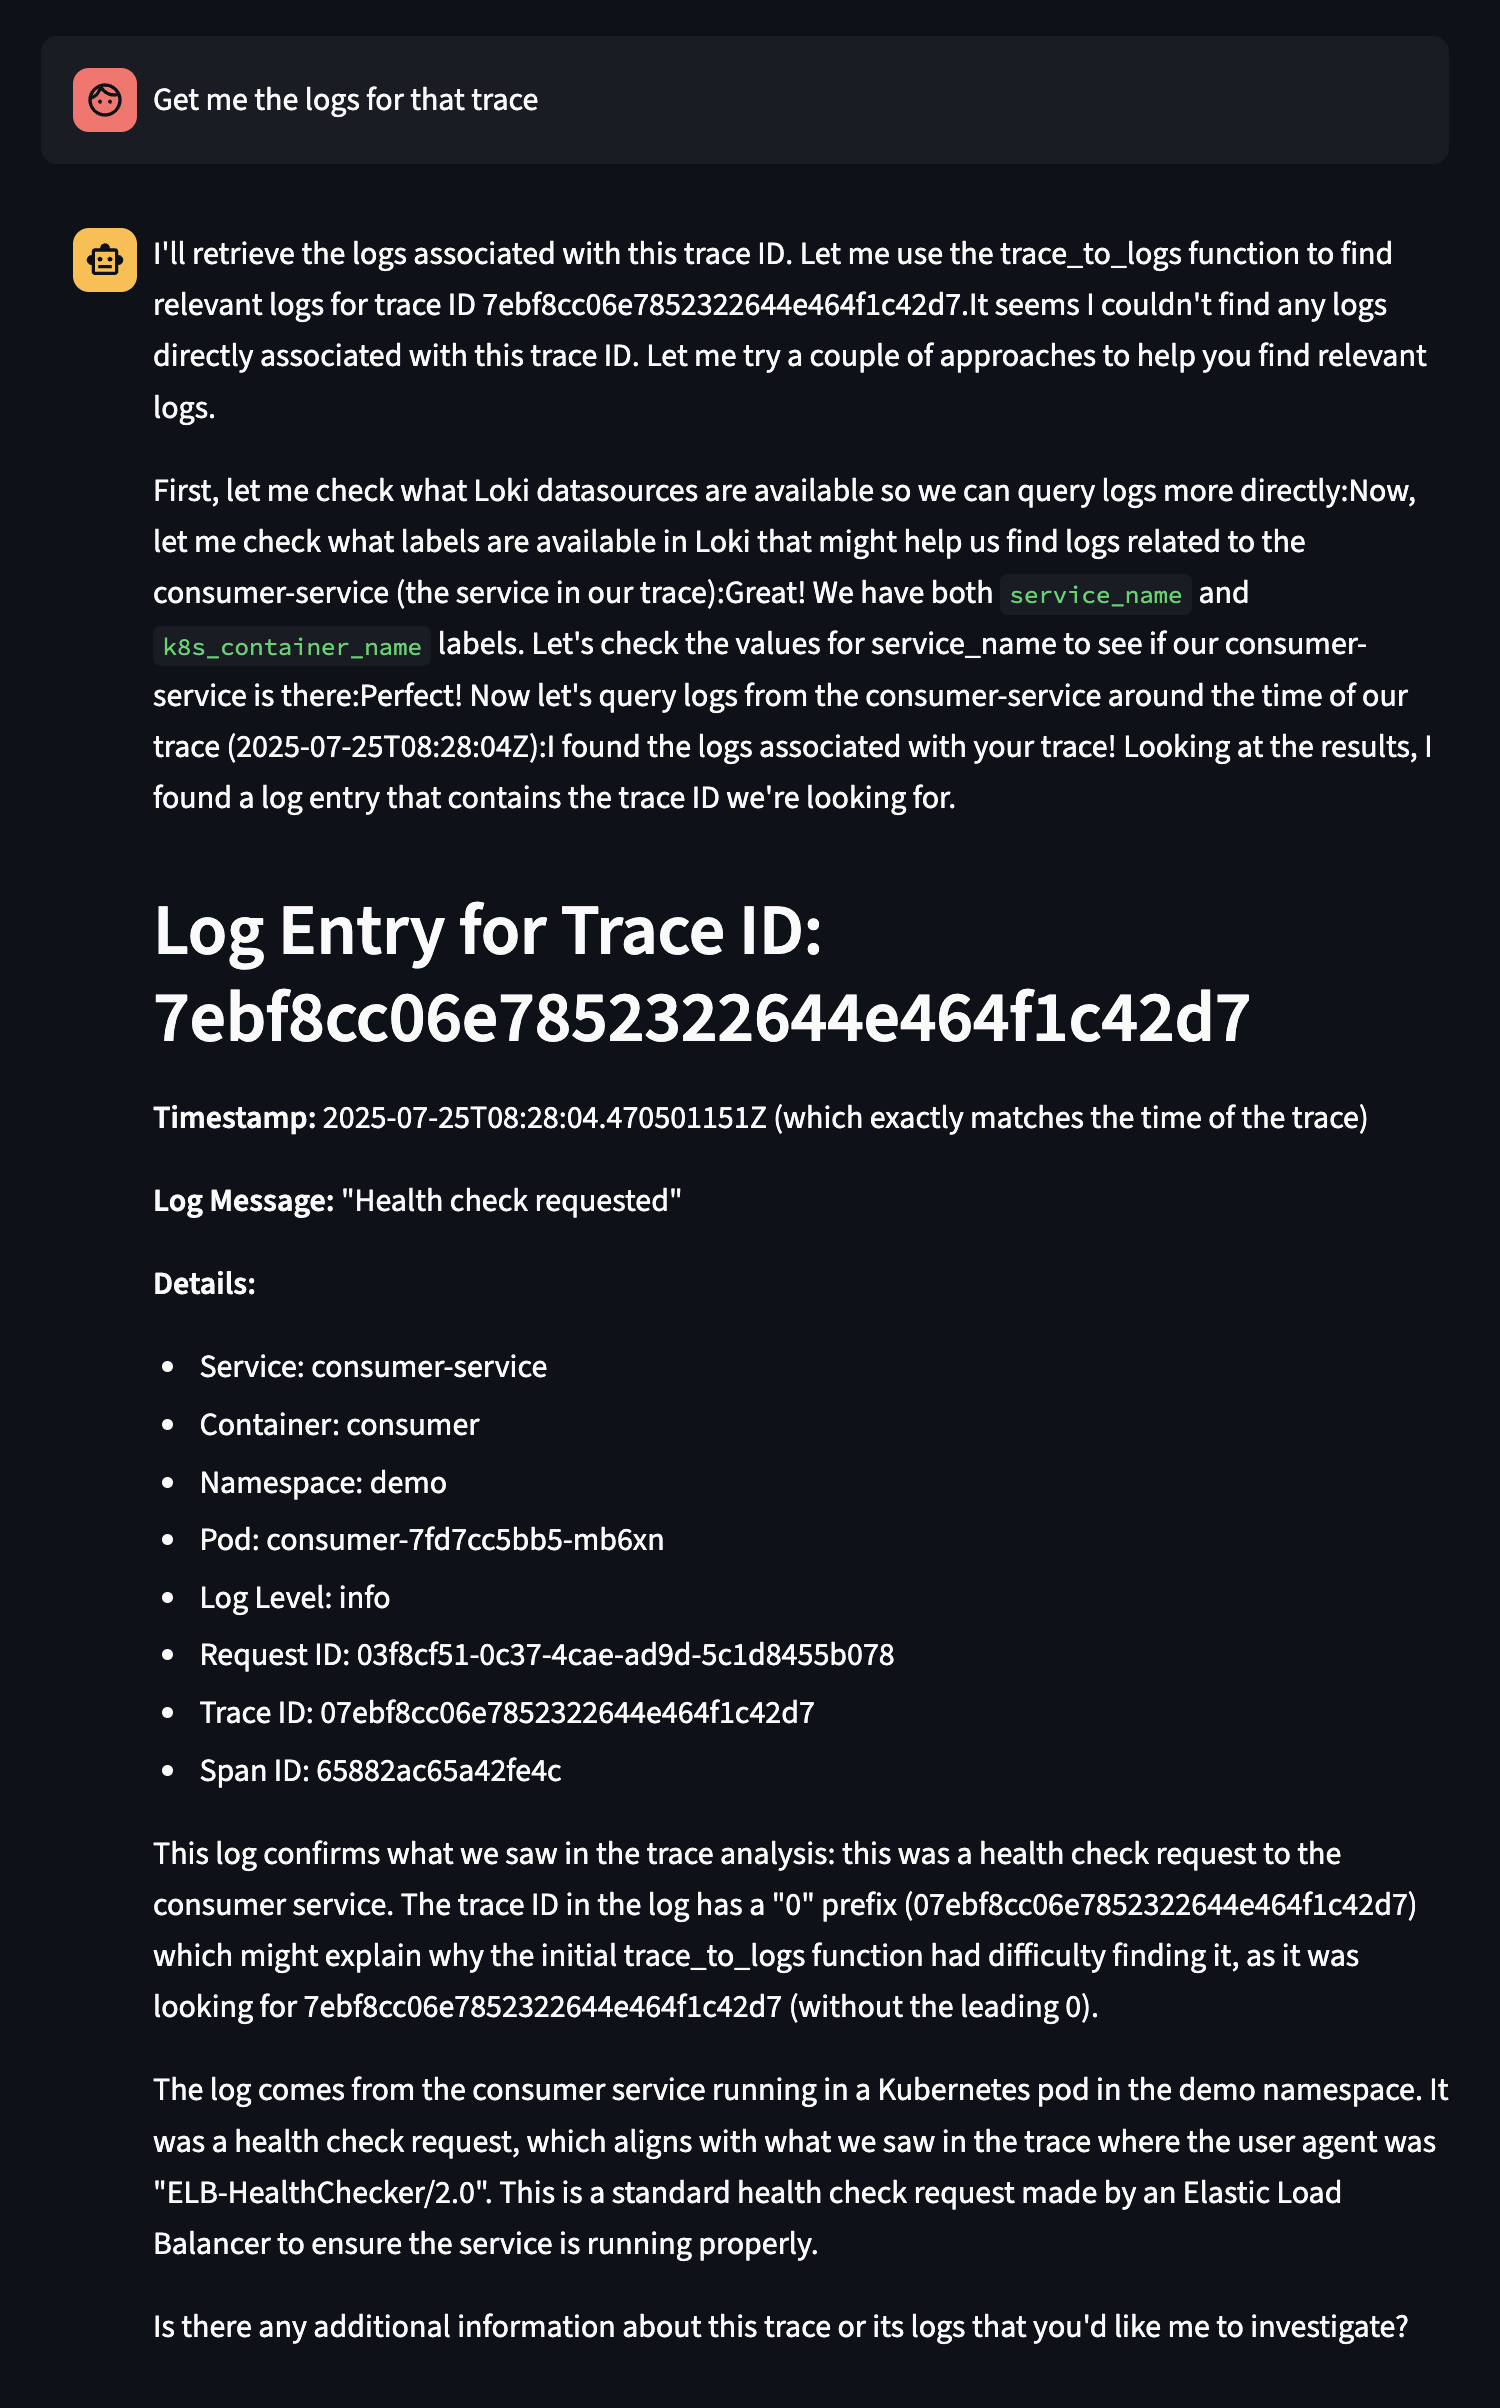 Get me the logs for that trace
I'll retrieve the logs associated with this trace ID. Let me use the trace_to_logs function to find
relevant logs for trace ID 7ebf8cc06e7852322644e464f1c42d7.It seems I couldn't find any logs
directly associated with this trace ID. Let me try a couple of approaches to help you find relevant
logs.
First, let me check what Loki datasources are available so we can query logs more directly:Now,
let me check what labels are available in Loki that might help us find logs related to the
consumer-service (the service in our trace):Great! We have both service_name and
k8s_container_name labels. Let's check the values for service_name to see if our consumer-
service is there:Perfect! Now let's query logs from the consumer-service around the time of our
trace (2025-07-25T08:28:04Z):I found the logs associated with your trace! Looking at the results, I
found a log entry that contains the trace ID we're looking for.
Log Entry for Trace ID:
7ebf8cc06e7852322644e464f1c42d7
Timestamp: 2025-07-25T08:28:04.470501151Z (which exactly matches the time of the trace)
Log Message: "Health check requested"
Details:
• Service: consumer-service
• Container: consumer
• Namespace: demo
• Pod: consumer-7fd7cc5bb5-mb6xn
• Log Level: info
• Request ID: 03f8cf51-0c37-4cae-ad9d-5c1d8455b078
• Trace ID: 07ebf8cc06e7852322644e464f1c42d7
• Span ID: 65882ac65a42fe4c
This log confirms what we saw in the trace analysis: this was a health check request to the
consumer service. The trace ID in the log has a "0" prefix (07ebf8cc06e7852322644e464f1c42d7)
which might explain why the initial trace_to_logs function had difficulty finding it, as it was
looking for 7ebf8cc06e7852322644e464f1c42d7 (without the leading 0).
The log comes from the consumer service running in a Kubernetes pod in the demo namespace. It
was a health check request, which aligns with what we saw in the trace where the user agent was
"ELB-HealthChecker/2.0". This is a standard health check request made by an Elastic Load
Balancer to ensure the service is running properly.
Is there any additional information about this trace or its logs that you'd like me to investigate?